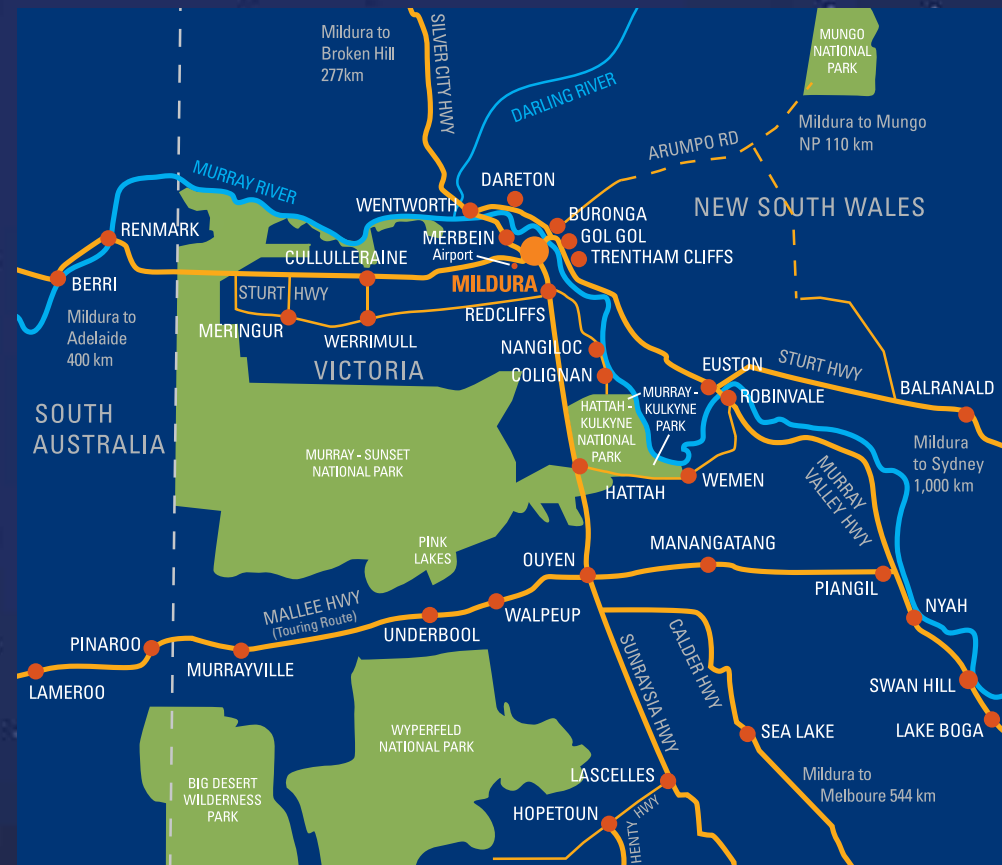 Mildura to
Broken Hill
277km
SILVER CITY HWY
DARLING RIVER
MUNGO
NATIONAL
PARK
Mildura to Mungo
NP 110 km
ARUMPO RD
MURRAY RIVER
DARETON
WENTWORTH
BURONGA
NEW SOUTH WALES
RENMARK
MERBEIN
GOL GOL
CULLULLERAINE
Airport
TRENTHAM CLIFFS
BERRI
MILDURA
STURT HWY
REDCLIFFS
Mildura to
Adelaide
400 km
MERINGUR
WERRIMULL
NANGILOC
VICTORIA
COLIGNAN
EUSTON
STURT HWY
ROBINVALE
BALRANALD
MURRAY -
KULKYNE
PARK
HATTAH -
KULKYNE
NATIONAL
PARK
SOUTH
AUSTRALIA
MURRAY - SUNSET
NATIONAL PARK
Mildura
to Sydney
1,000 km
HATTAH
WEMEN
MURRAY
VALLEY HWY
PINK
LAKES
OUYEN
MANANGATANG
PIANGIL
MALLEE HWY
(Touring Route)
WALPEUP
NYAH
UNDERBOOL
PINAROO
MURRAYVILLE
LAMEROO
SUNRAYSIA HWY
CALDER HWY
SWAN HILL
LAKE BOGA
SEA LAKE
WYPERFELD
NATIONAL PARK
BIG DESERT
WILDERNESS
PARK
LASCELLES
Mildura to
Melboure 544 km
HOPETOUN
HENTY HWY